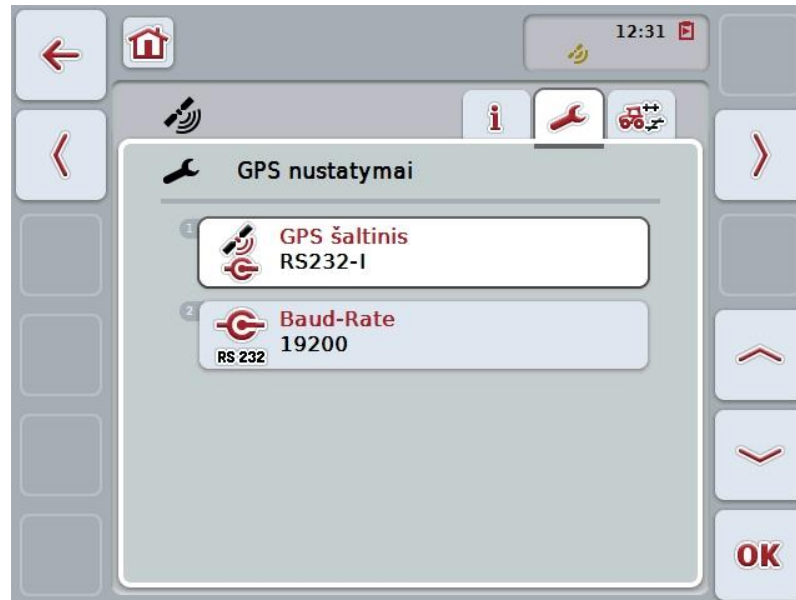 12:31
i
GPS nustatymai
1
GPS šaltinis
RS232-I
2
Baud-Rate
RS 232
19200
OK